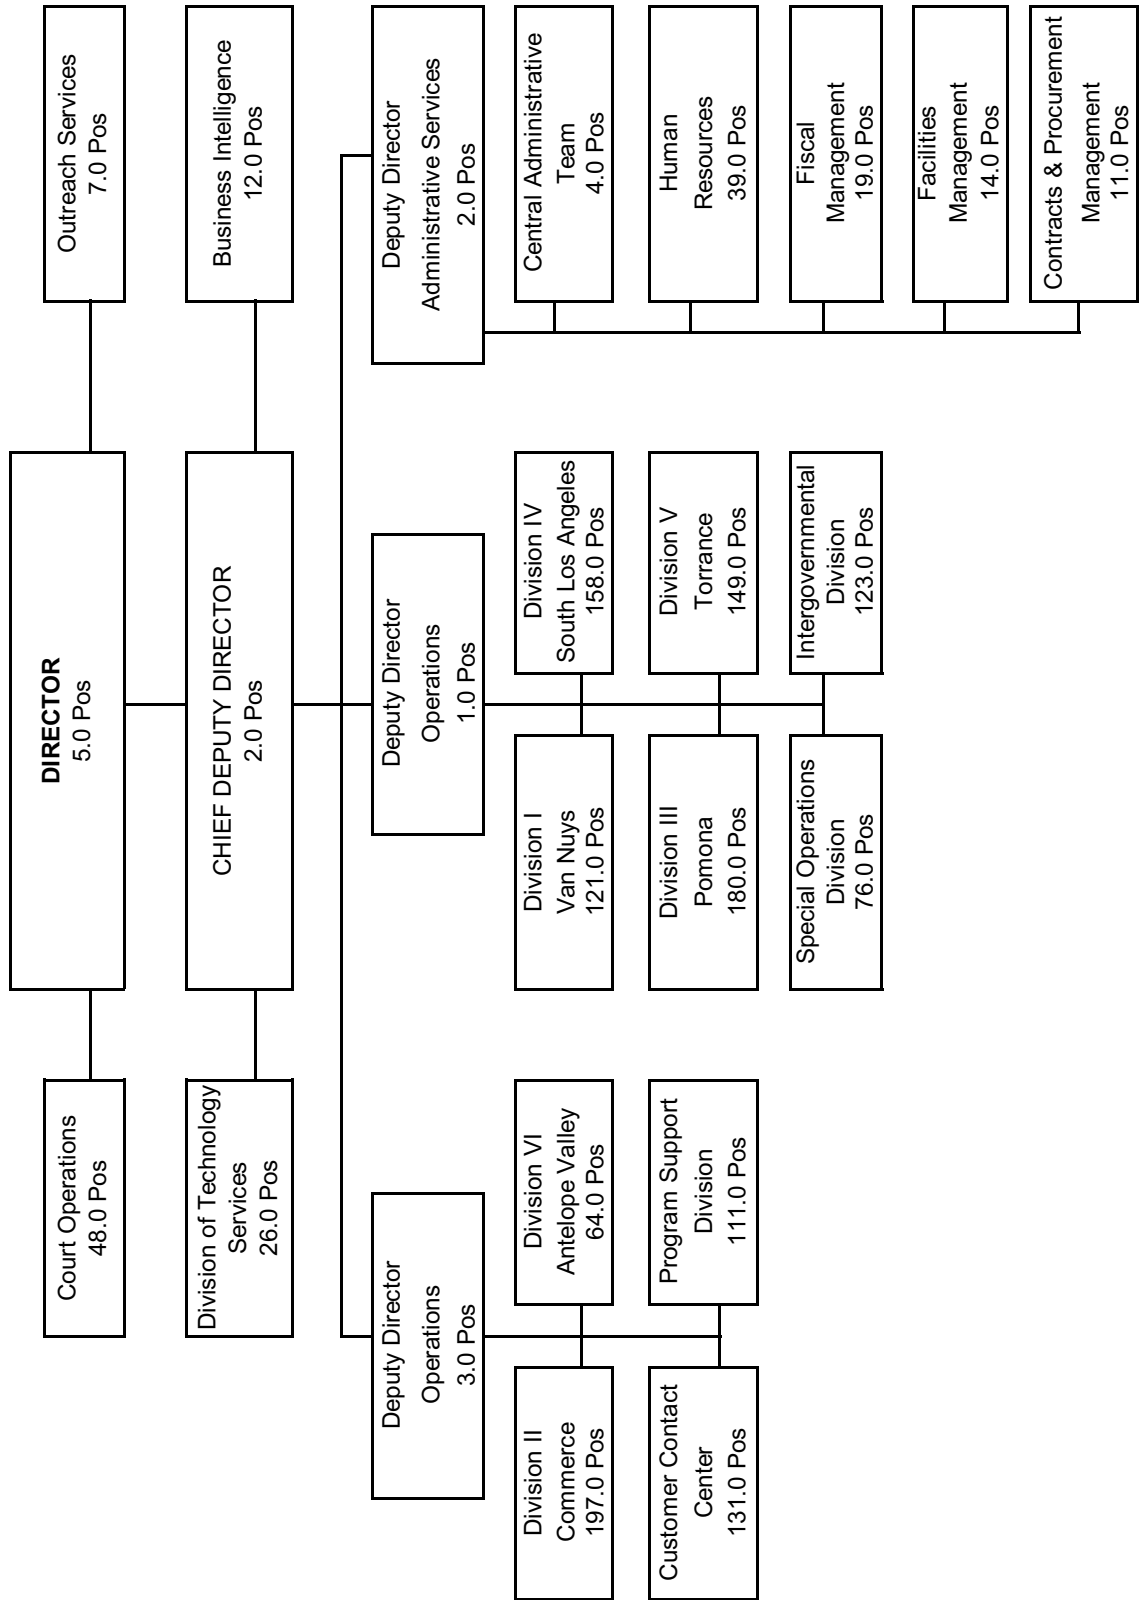 DIRECTOR
5.0 Pos
Court Operations
48.0 Pos
Outreach Services
7.0 Pos
CHIEF DEPUTY DIRECTOR
2.0 Pos
Division of Technology
Services
26.0 Pos
Business Intelligence
12.0 Pos
Deputy Director
Operations
3.0 Pos
Deputy Director
Operations
1.0 Pos
Deputy Director
Administrative Services
2.0 Pos
Division II
Commerce
197.0 Pos
Division VI
Antelope Valley
64.0 Pos
Customer Contact
Center
131.0 Pos
Program Support
Division
111.0 Pos
Division I
Van Nuys
121.0 Pos
Division IV
South Los Angeles
158.0 Pos
Division III
Pomona
180.0 Pos
Division V
Torrance
149.0 Pos
Special Operations
Division
76.0 Pos
Intergovernmental
Division
123.0 Pos
Central Administrative
Team
4.0 Pos
Human
Resources
39.0 Pos
Fiscal
Management
19.0 Pos
Facilities
Management
14.0 Pos
Contracts & Procurement
Management
11.0 Pos